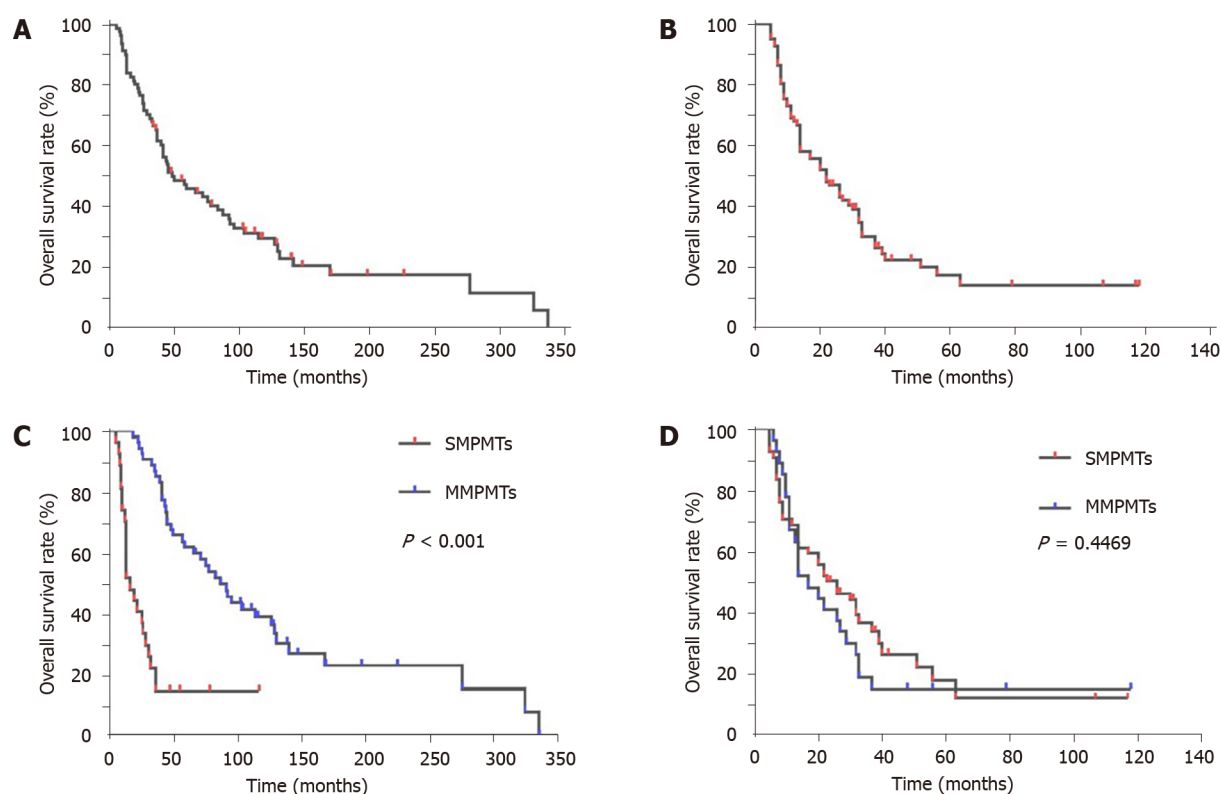 A
Overall survival rate (%)
100
80
60
40
20
0
0 50 100 150 200 250 300 350
Time (months)
B
Overall survival rate (%)
100
80
60
40
20
0
0 20 40 60 80 100 120 140
Time (months)
C
Overall survival rate (%)
100
80
60
40
20
0
0 50 100 150 200 250 300 350
Time (months)
SMPMTs
MMPMTs
P < 0.001
D
Overall survival rate (%)
100
80
60
40
20
0
0 20 40 60 80 100 120 140
Time (months)
SMPMTs
MMPMTs
P = 0.4469